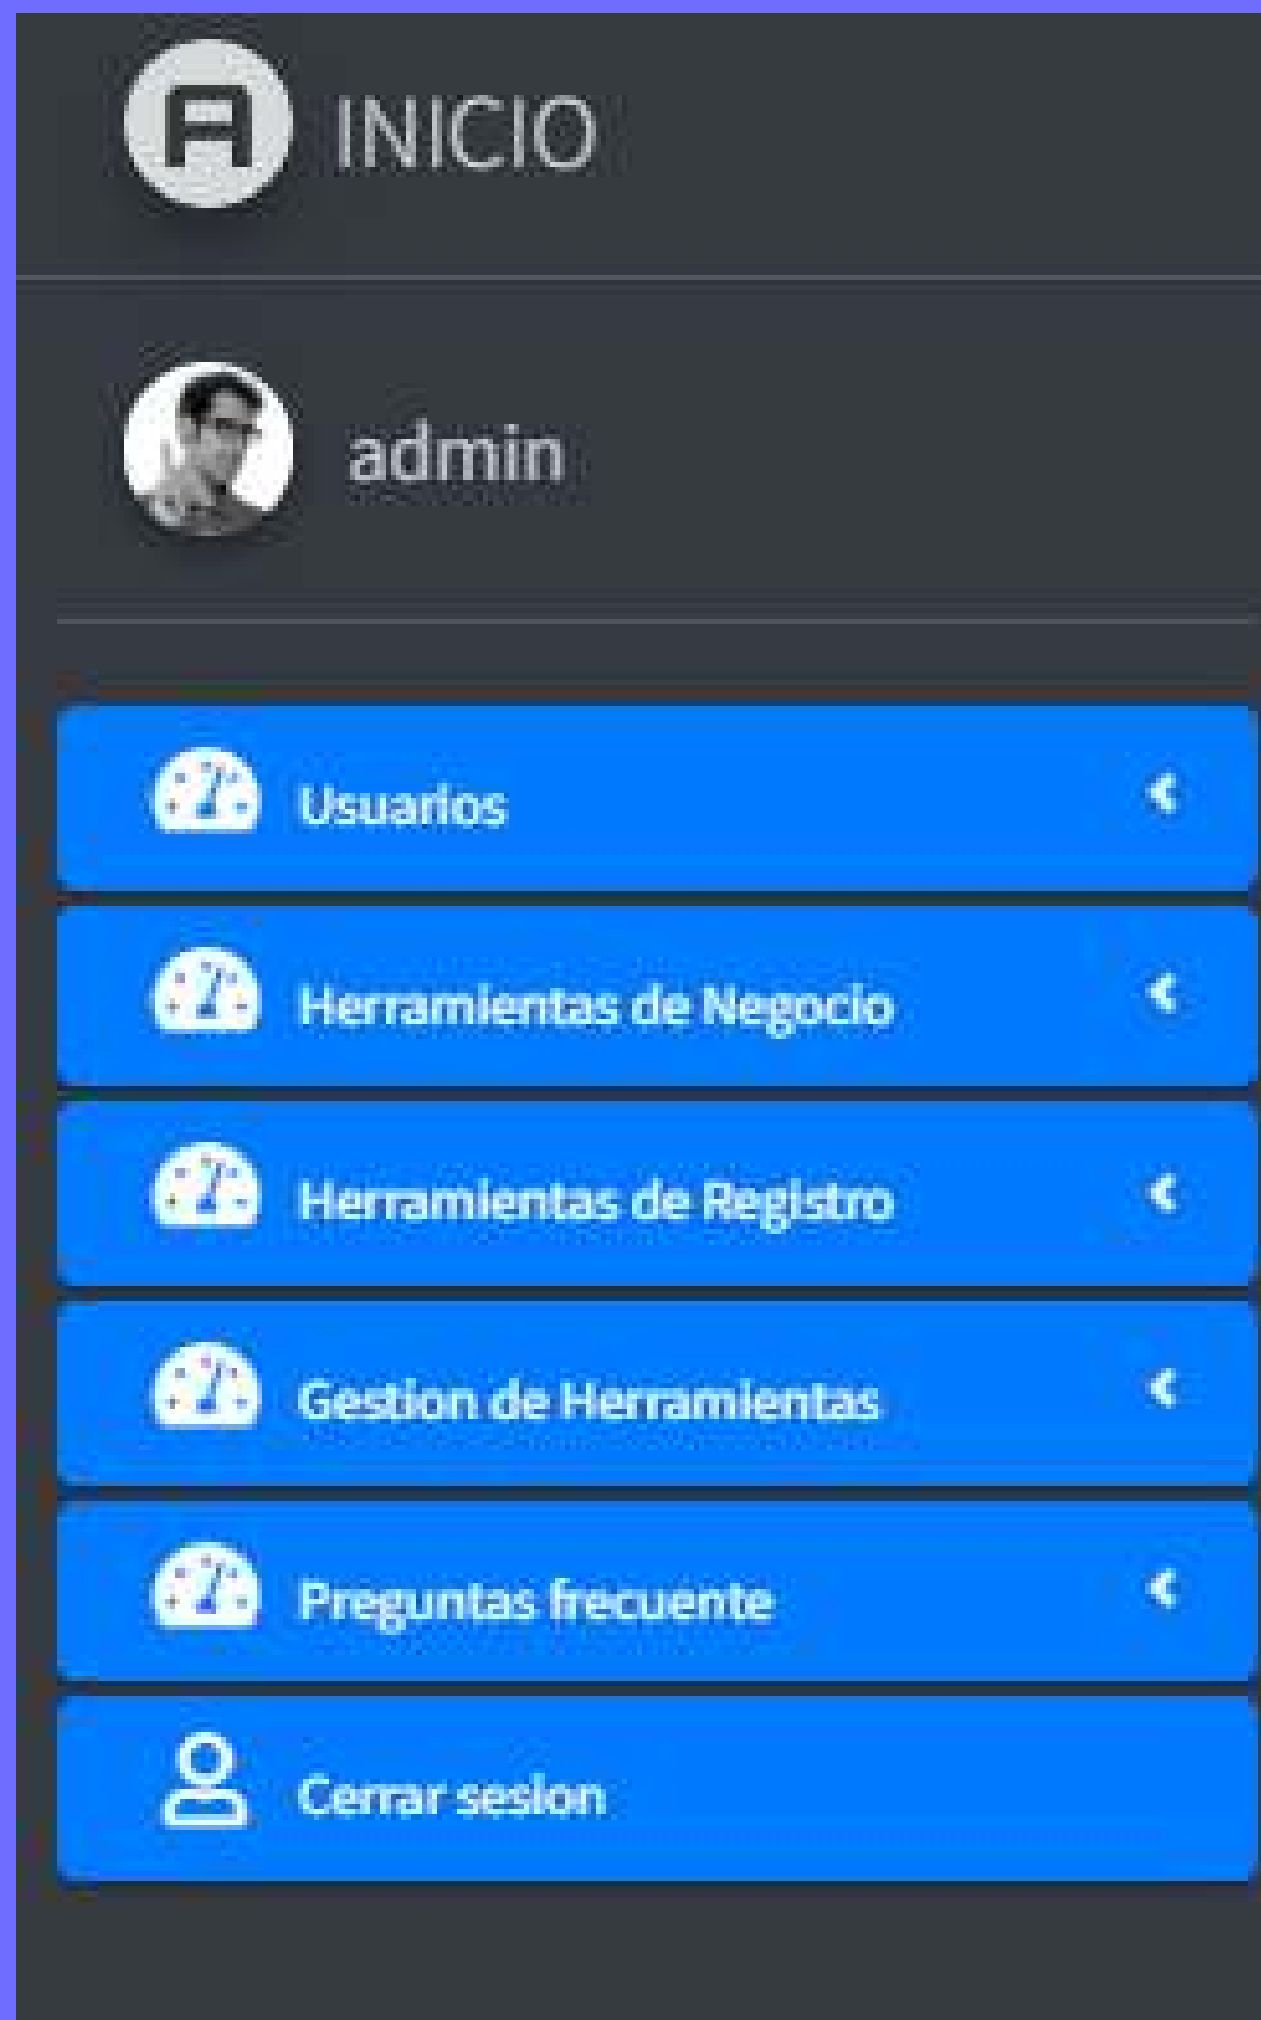 INICIO
admin
Usuarios
Herramientas de Negocio
Herramientas de Registro
Gestion de Herramientas
Preguntas frecuente
Cerrar sesion